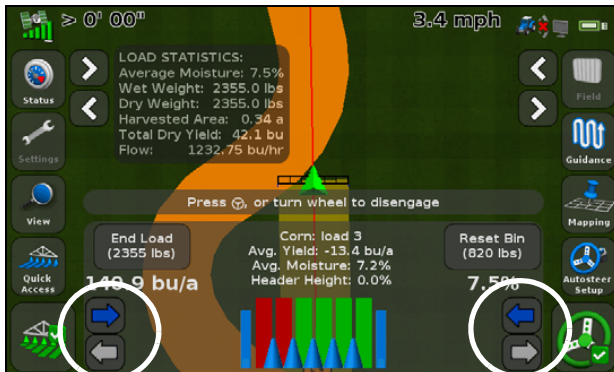 > 0' 00"
3.4 mph
LOAD STATISTICS:
Average Moisture: 7.5%
Wet Weight: 2355.0 lbs
Dry Weight: 2355.0 lbs
Harvested Area: 0.34 a
Total Dry Yield: 42.1 bu
Flow: 1232.75 bu/hr
Status
Settings
View
Quick
Access
Field
Guidance
Mapping
Autosteer
Setup
Press , or turn wheel to disengage
End Load
(2355 lbs)
Corn: load 3
Avg. Yield: -13.4 bu/a
Avg. Moisture: 7.2%
Header Height: 0.0%
Reset Bin
(820 lbs)
140.9 bu/a
7.5%